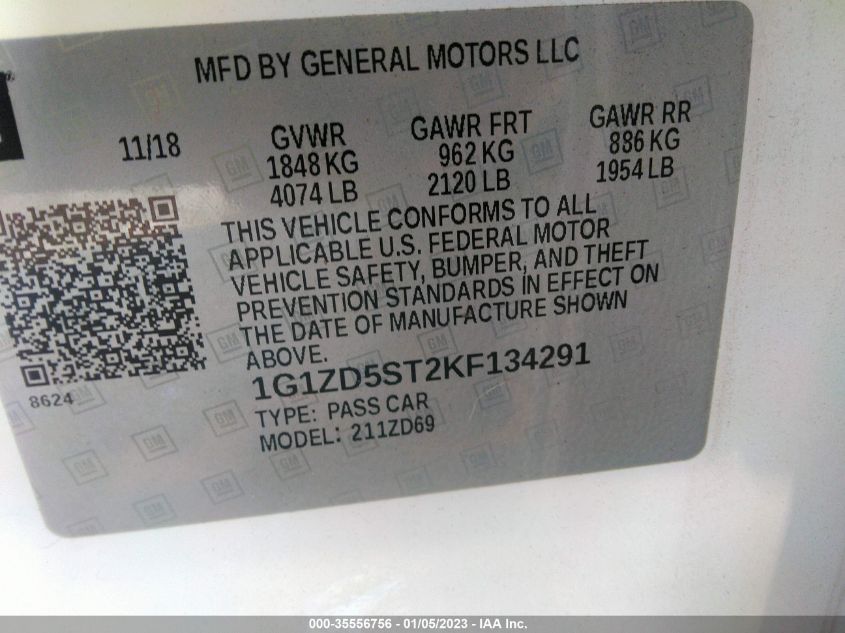 MFD BY GENERAL MOTORS LLC
11/18 GVWR GAWR FRT GAWR RR
1848 KG 962 KG 886 KG
4074 LB 2120 LB 1954 LB
THIS VEHICLE CONFORMS TO ALL
APPLICABLE U.S. FEDERAL MOTOR
VEHICLE SAFETY, BUMPER, AND THEFT
PREVENTION STANDARDS IN EFFECT ON
THE DATE OF MANUFACTURE SHOWN
ABOVE.
1G1ZD5ST2KF134291
8624
TYPE: PASS CAR
MODEL: 211ZD69
000-35556756 - 01/05/2023 - IAA Inc.